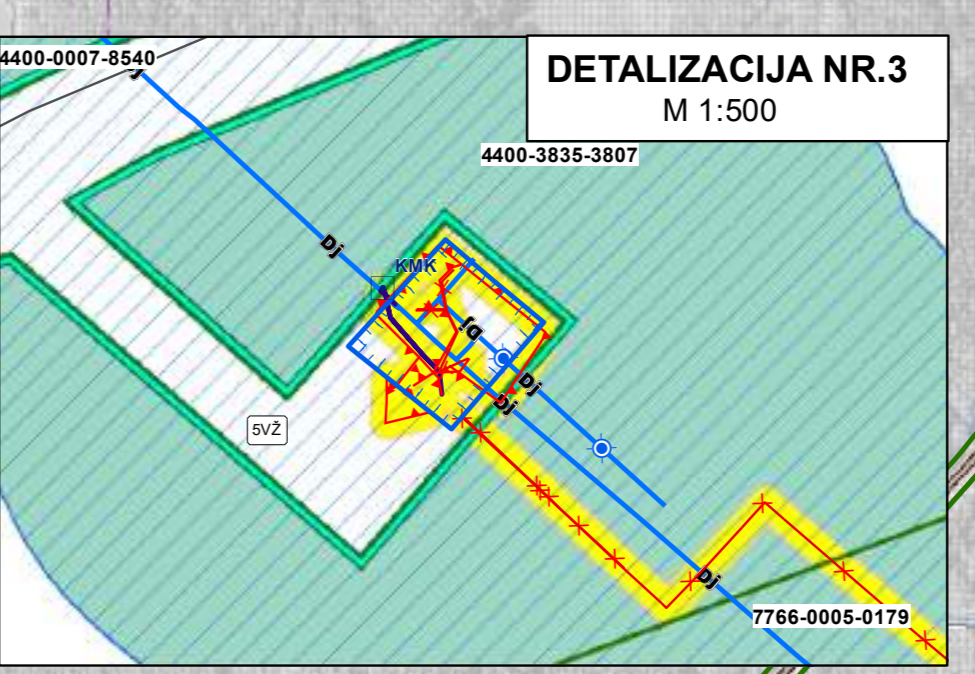 4400-0007-8540
DETALIZACIJA NR.3
M 1:500
4400-3835-3807
Dj
KMK
Dj
Dj
Dj
5VŽ
Dj
7766-0005-0179